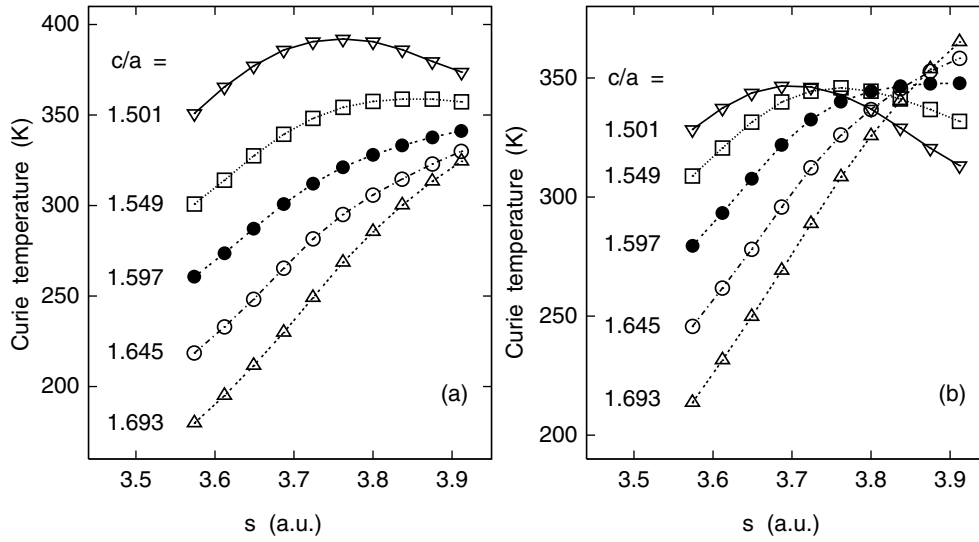 400
350
300
250
200
Curie temperature (K)
c/a =
1.501
1.549
1.597
1.645
1.693
(a)
3.5 3.6 3.7 3.8 3.9
s (a.u.)
350
300
250
200
Curie temperature (K)
c/a =
1.501
1.549
1.597
1.645
1.693
(b)
3.5 3.6 3.7 3.8 3.9
s (a.u.)